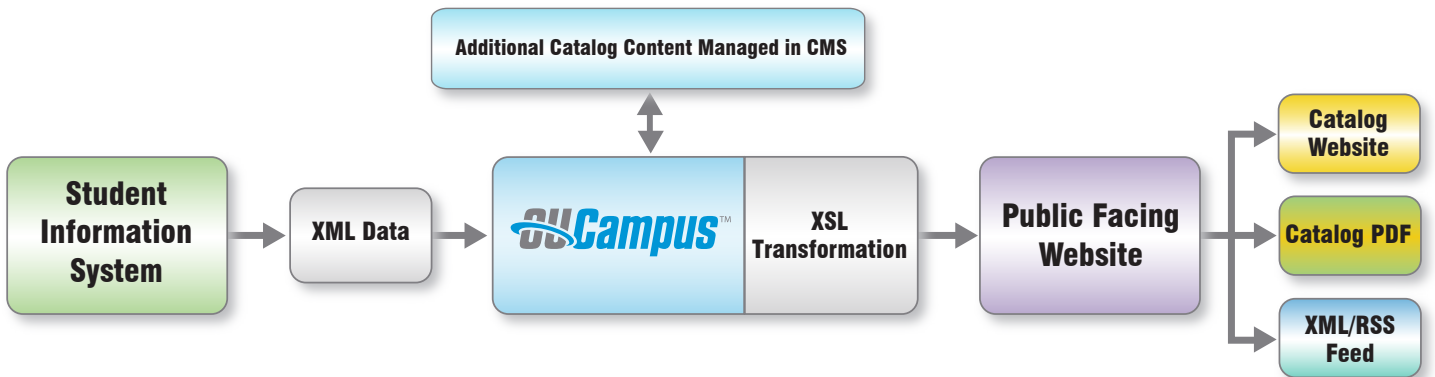 Additional Catalog Content Managed in CMS
Student
Information
System
XML Data
OUCampus™
XSL
Transformation
Public Facing
Website
Catalog
Website
Catalog PDF
XML/RSS
Feed